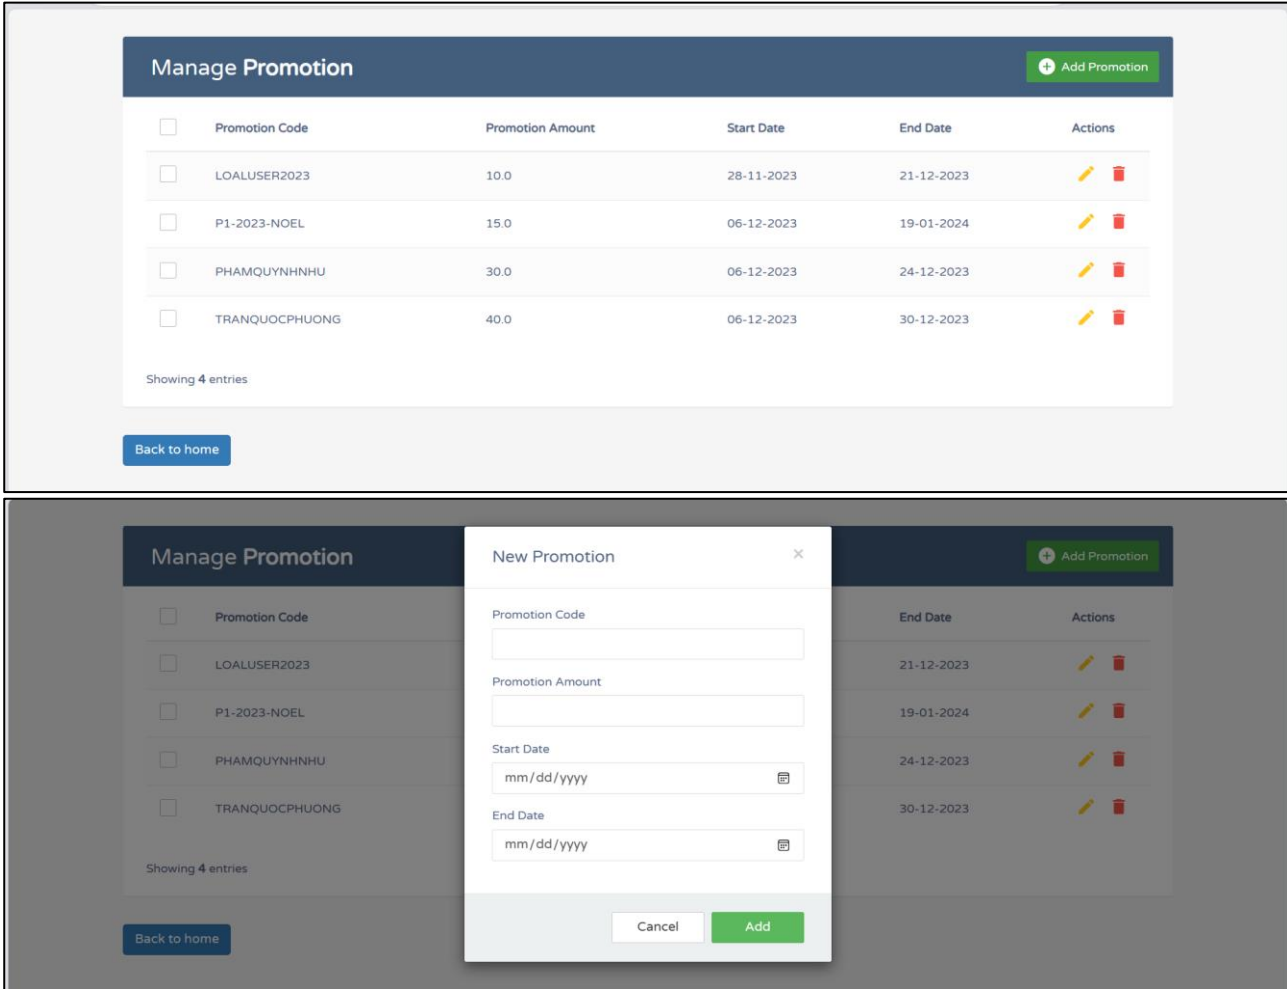 Manage Promotion Add Promotion
Promotion Code Promotion Amount Start Date End Date Actions
LOALUSER2023 10.0 28-11-2023 21-12-2023
P1-2023-NOEL 15.0 06-12-2023 19-01-2024
PHAMQUYNHNHU 30.0 06-12-2023 24-12-2023
TRANQUOCPHUONG 40.0 06-12-2023 30-12-2023
Showing 4 entries
Back to home
Manage Promotion Add Promotion
Promotion Code End Date Actions
LOALUSER2023 21-12-2023
P1-2023-NOEL 19-01-2024
PHAMQUYNHNHU 24-12-2023
TRANQUOCPHUONG 30-12-2023
Showing 4 entries
Back to home
New Promotion ×
Promotion Code
Promotion Amount
Start Date
mm/dd/yyyy
End Date
mm/dd/yyyy
Cancel Add